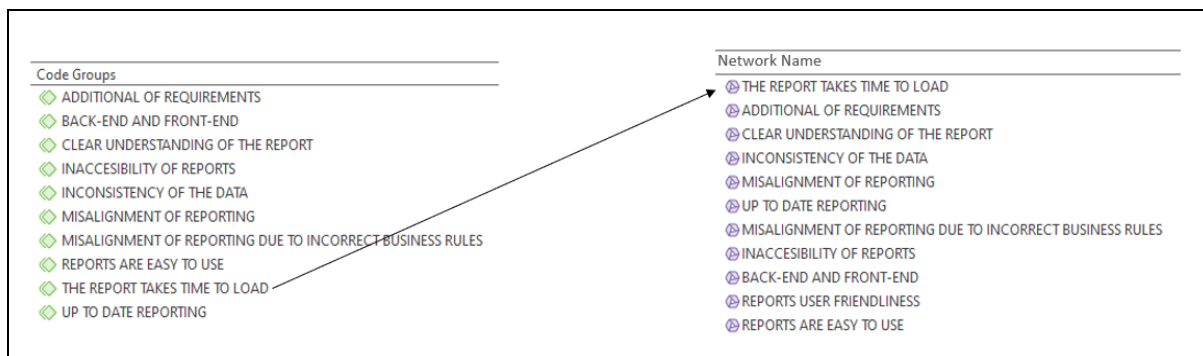 Code Groups
ADDITIONAL OF REQUIREMENTS
BACK-END AND FRONT-END
CLEAR UNDERSTANDING OF THE REPORT
INACCESIBILITY OF REPORTS
INCONSISTENCY OF THE DATA
MISALIGNMENT OF REPORTING
MISALIGNMENT OF REPORTING DUE TO INCORRECT BUSINESS RULES
REPORTS ARE EASY TO USE
THE REPORT TAKES TIME TO LOAD
UP TO DATE REPORTING
Network Name
THE REPORT TAKES TIME TO LOAD
ADDITIONAL OF REQUIREMENTS
CLEAR UNDERSTANDING OF THE REPORT
INCONSISTENCY OF THE DATA
MISALIGNMENT OF REPORTING
UP TO DATE REPORTING
MISALIGNMENT OF REPORTING DUE TO INCORRECT BUSINESS RULES
INACCESIBILITY OF REPORTS
BACK-END AND FRONT-END
REPORTS USER FRIENDLINESS
REPORTS ARE EASY TO USE